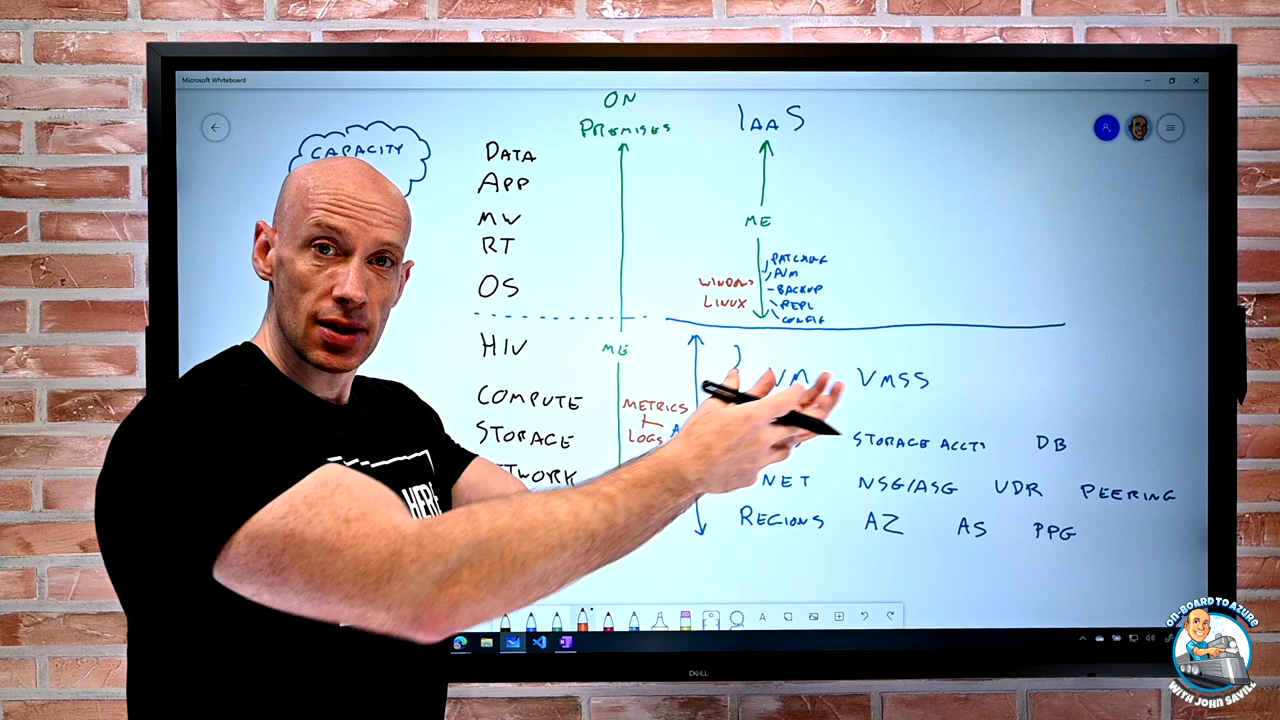 Microsoft Whiteboard
ON
PREMISES
IAAS
CAPACITY
DATA
APP
MW
RT
OS
ME
PATCHING
AVM
BACKUP
REPL
CONFIG
WINDOWS
LINUX
HIV
ME
VM
VMSS
COMPUTE
METRICS
STORAGE
LOGS
STORAGE ACCTS
DB
NET
NSG/ASG
UDR
PEERING
REGIONS
AZ
AS
PPG
HERE
DELL
ON-BOARD TO AZURE
WITH JOHN SAVILL